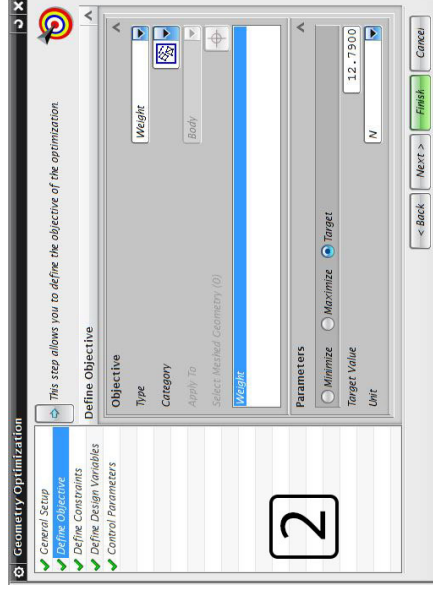 Geometry Optimization
General Setup
Define Objective
Define Constraints
Define Design Variables
Control Parameters
2
This step allows you to define the objective of the optimization.
Define Objective
Objective
Type
Weight
Category
Apply To
Body
Select Meshed Geometry (0)
Weight
Parameters
Minimize Maximize Target
Target Value
12.7900
Unit
N
< Back Next > Finish Cancel